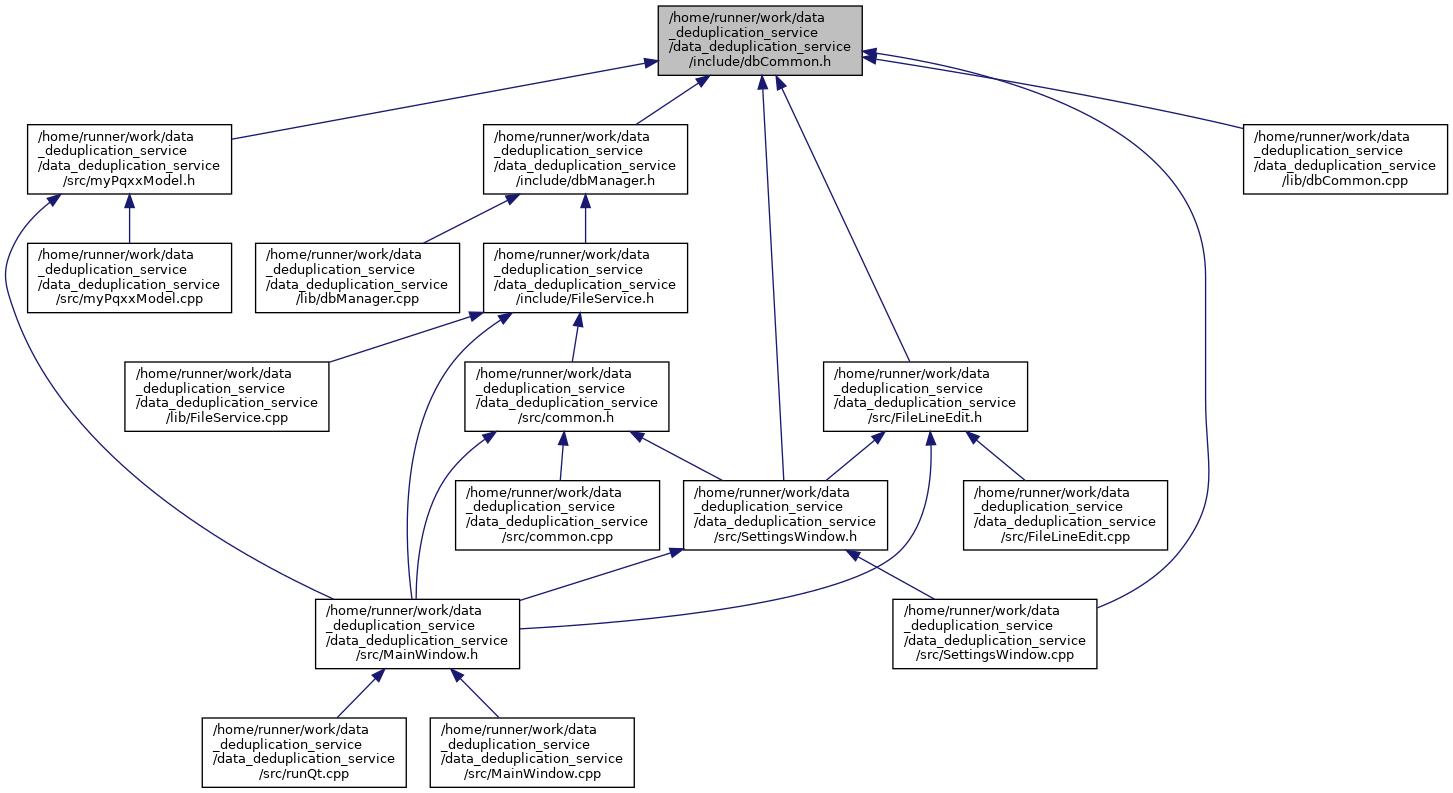 /home/runner/work/data
_deduplication_service
/data_deduplication_service
/include/dbCommon.h
/home/runner/work/data
_deduplication_service
/data_deduplication_service
/src/myPqxxModel.h
/home/runner/work/data
_deduplication_service
/data_deduplication_service
/include/dbManager.h
/home/runner/work/data
_deduplication_service
/data_deduplication_service
/lib/dbCommon.cpp
/home/runner/work/data
_deduplication_service
/data_deduplication_service
/src/myPqxxModel.cpp
/home/runner/work/data
_deduplication_service
/data_deduplication_service
/lib/dbManager.cpp
/home/runner/work/data
_deduplication_service
/data_deduplication_service
/include/FileService.h
/home/runner/work/data
_deduplication_service
/data_deduplication_service
/lib/FileService.cpp
/home/runner/work/data
_deduplication_service
/data_deduplication_service
/src/common.h
/home/runner/work/data
_deduplication_service
/data_deduplication_service
/src/FileLineEdit.h
/home/runner/work/data
_deduplication_service
/data_deduplication_service
/src/common.cpp
/home/runner/work/data
_deduplication_service
/data_deduplication_service
/src/SettingsWindow.h
/home/runner/work/data
_deduplication_service
/data_deduplication_service
/src/FileLineEdit.cpp
/home/runner/work/data
_deduplication_service
/data_deduplication_service
/src/MainWindow.h
/home/runner/work/data
_deduplication_service
/data_deduplication_service
/src/SettingsWindow.cpp
/home/runner/work/data
_deduplication_service
/data_deduplication_service
/src/runQt.cpp
/home/runner/work/data
_deduplication_service
/data_deduplication_service
/src/MainWindow.cpp